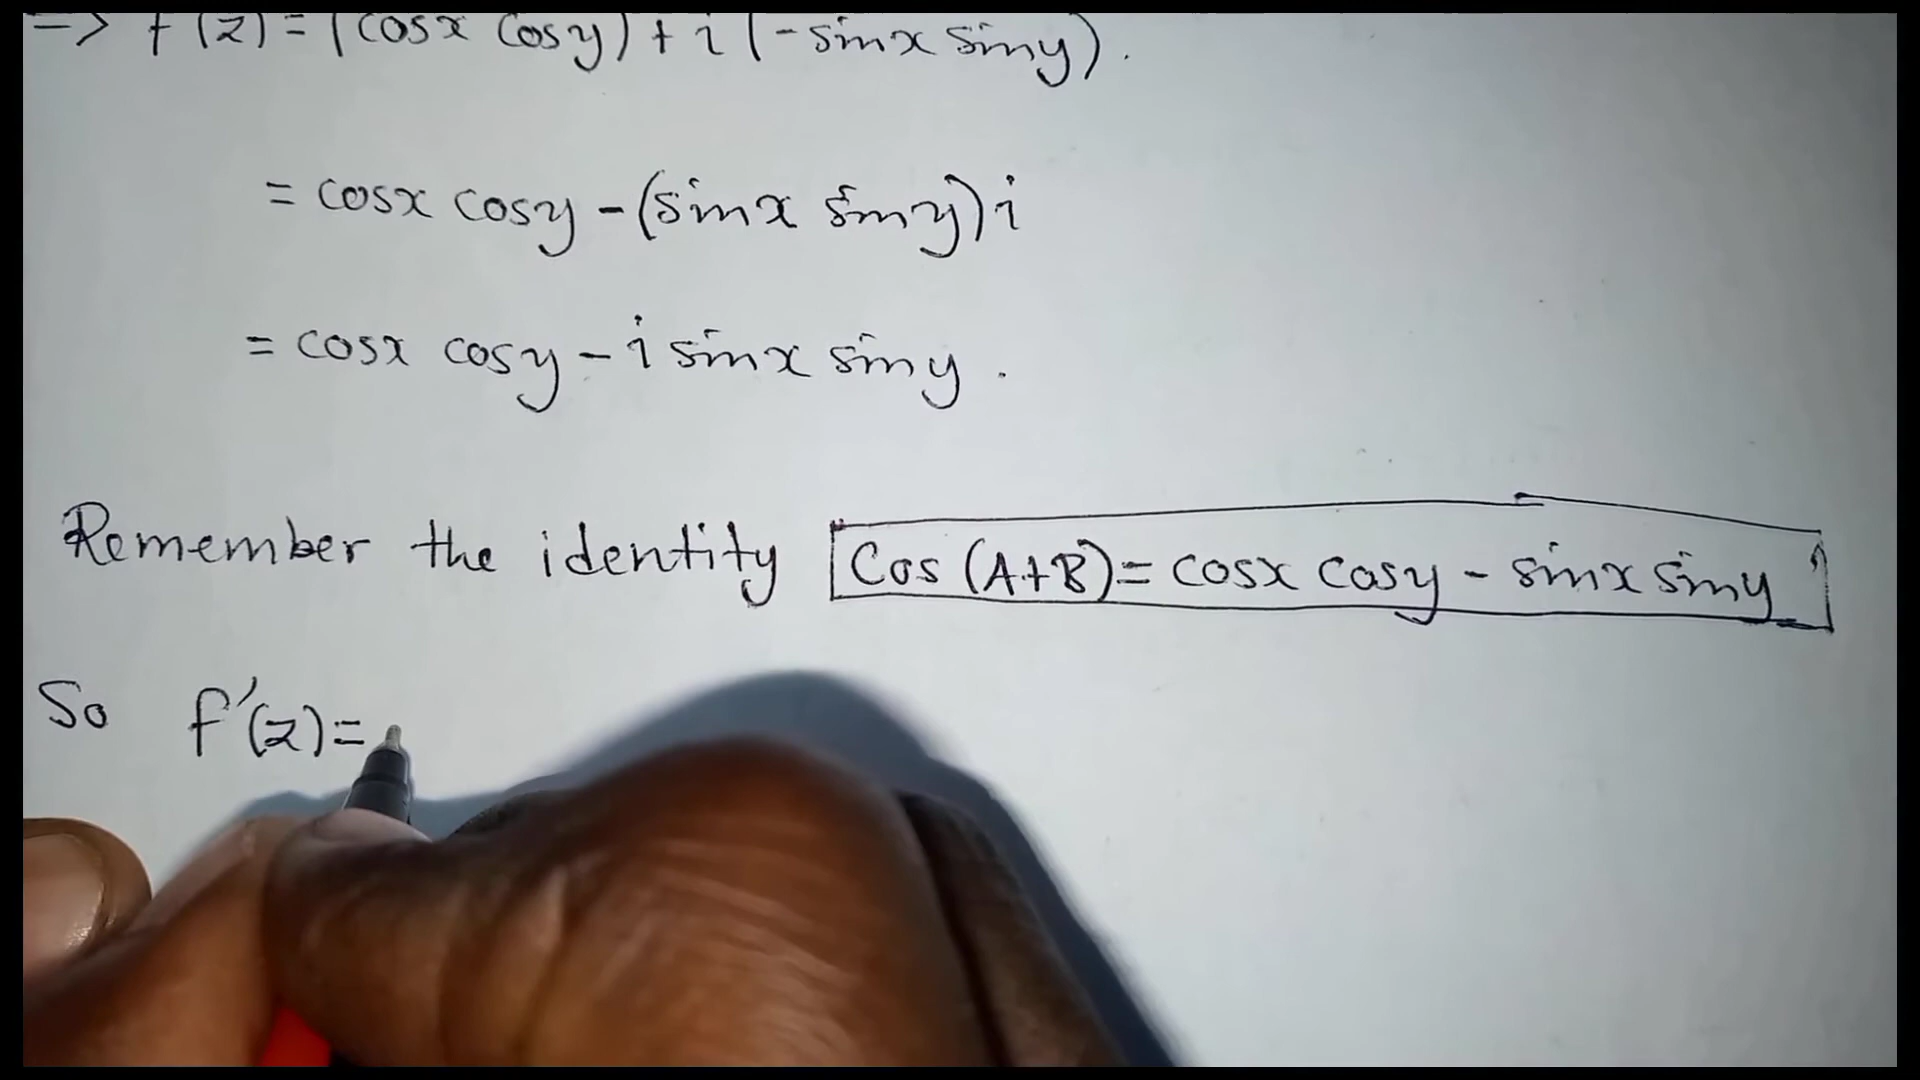 => f'(z) = (cosx cosy) + i (-sinx siny).
= cosx cosy - (sinx siny) i
= cosx cosy - i sinx siny.
Remember the identity Cos (A+B) = cosx cosy - sinx siny
So f'(z) =